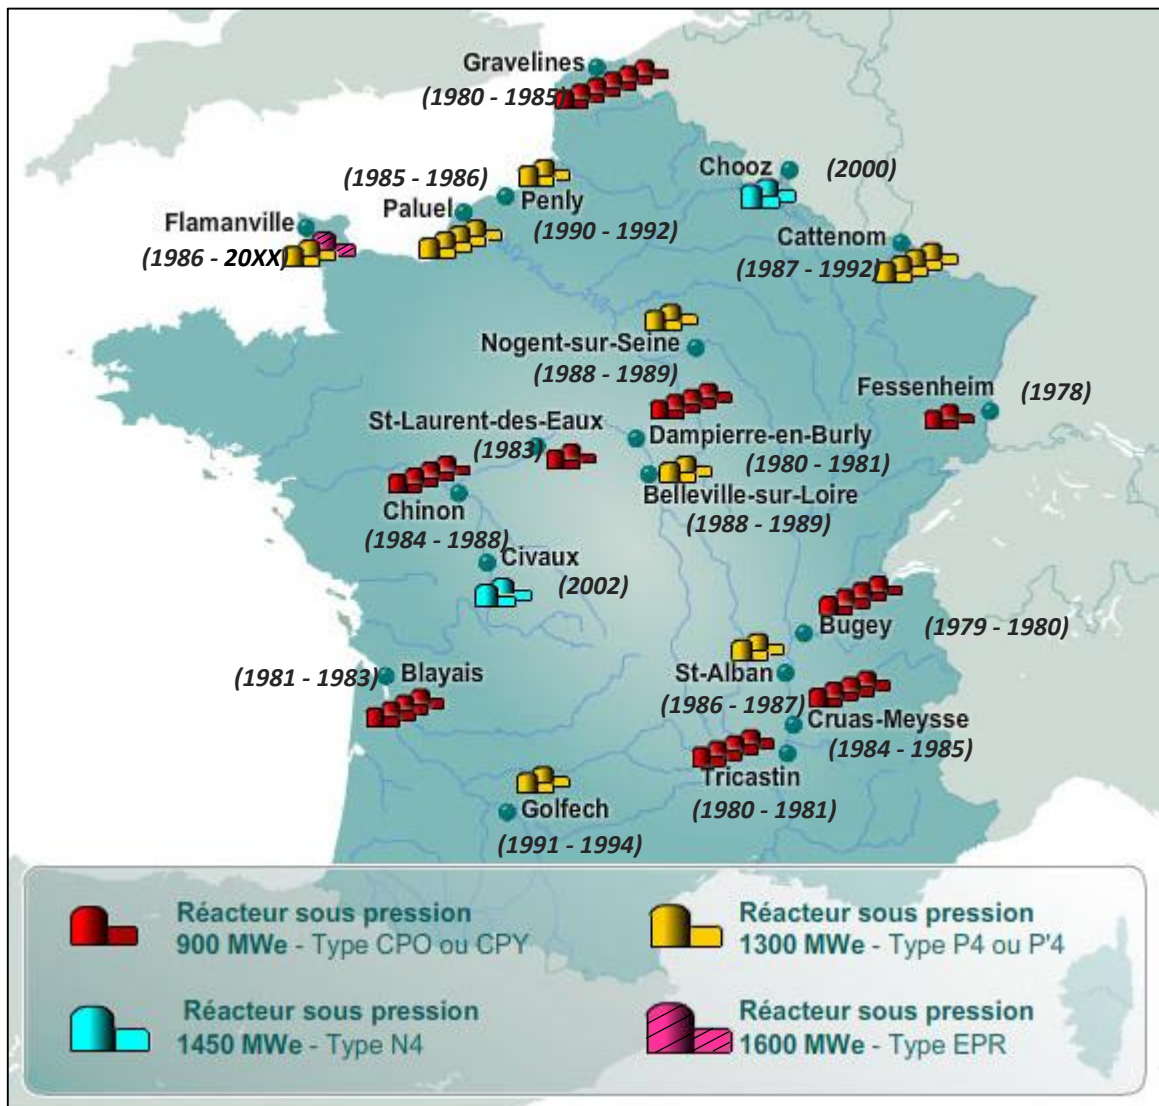 Gravelines
(1980 - 1985)
Chooz
(2000)
(1985 - 1986)
Penly
Paluel
(1990 - 1992)
Flamanville
(1986 - 20XX)
Cattenom
(1987 - 1992)
Nogent-sur-Seine
(1988 - 1989)
Fessenheim
(1978)
St-Laurent-des-Eaux
(1983)
Dampierre-en-Burly
(1980 - 1981)
Belleville-sur-Loire
(1988 - 1989)
Chinon
(1984 - 1988)
Civaux
(2002)
Bugey
(1979 - 1980)
(1981 - 1983)
Blayais
St-Alban
(1986 - 1987)
Cruas-Meysse
(1984 - 1985)
Tricastin
(1980 - 1981)
Golfech
(1991 - 1994)
Réacteur sous pression
900 MWe - Type CPO ou CPY
Réacteur sous pression
1300 MWe - Type P4 ou P'4
Réacteur sous pression
1450 MWe - Type N4
Réacteur sous pression
1600 MWe - Type EPR